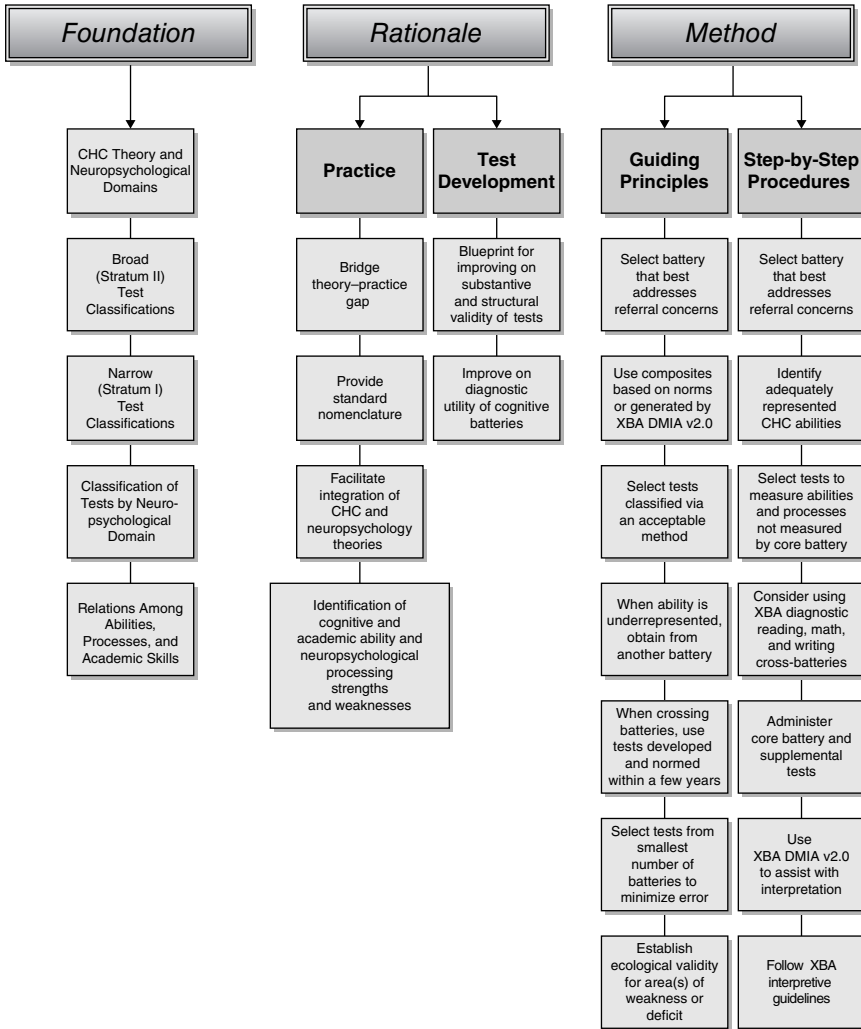 Foundation
CHC Theory and
Neuropsychological
Domains
Broad
(Stratum II)
Test
Classifications
Narrow
(Stratum I)
Test
Classifications
Classification of
Tests by Neuro-
psychological
Domain
Relations Among
Abilities,
Processes, and
Academic Skills
Rationale
Practice
Bridge
theory–practice
gap
Provide
standard
nomenclature
Facilitate
integration of
CHC and
neuropsychology
theories
Identification of
cognitive and
academic ability and
neuropsychological
processing
strengths
and weaknesses
Test
Development
Blueprint for
improving on
substantive
and structural
validity of tests
Improve on
diagnostic
utility of cognitive
batteries
Method
Guiding
Principles
Select battery
that best
addresses
referral concerns
Use composites
based on norms
or generated by
XBA DMIA v2.0
Select tests
classified via
an acceptable
method
When ability is
underrepresented,
obtain from
another battery
When crossing
batteries, use
tests developed
and normed
within a few years
Select tests from
smallest
number of
batteries to
minimize error
Establish
ecological validity
for area(s) of
weakness or
deficit
Step-by-Step
Procedures
Select battery
that best
addresses
referral concerns
Identify
adequately
represented
CHC abilities
Select tests to
measure abilities
and processes
not measured
by core battery
Consider using
XBA diagnostic
reading, math,
and writing
cross-batteries
Administer
core battery and
supplemental
tests
Use
XBA DMIA v2.0
to assist with
interpretation
Follow XBA
interpretive
guidelines